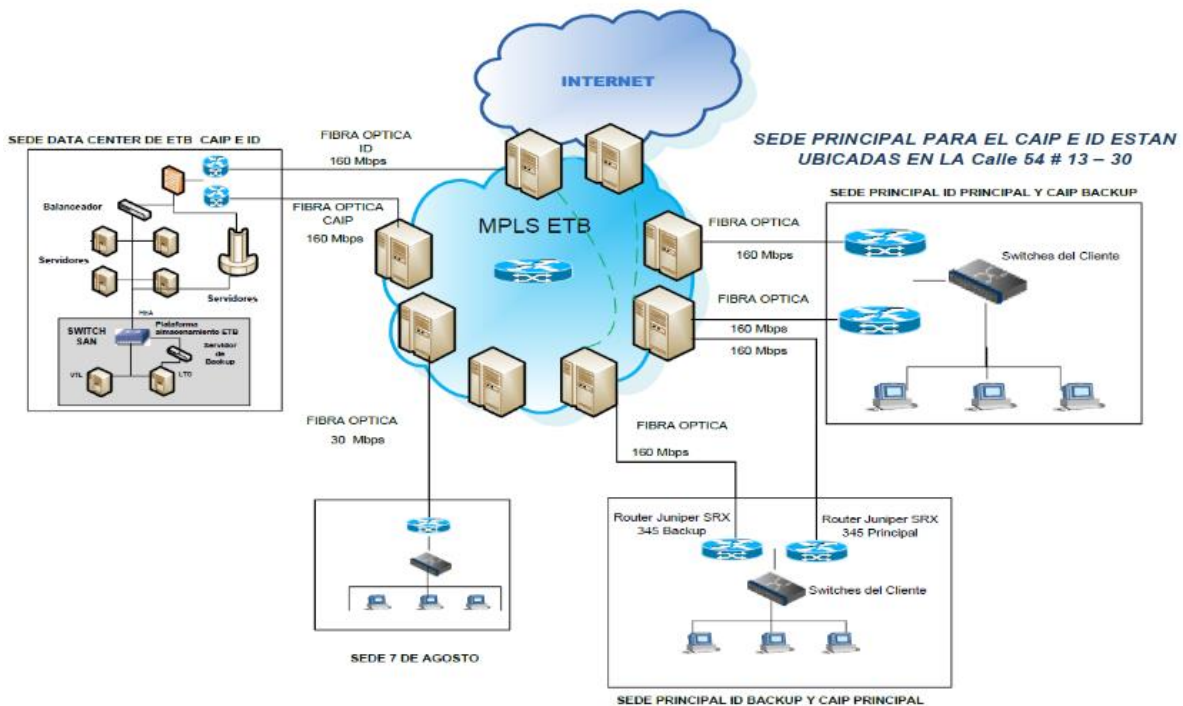 INTERNET
SEDE DATA CENTER DE ETB CAIP E ID
FIBRA OPTICA
ID
160 Mbps
SEDE PRINCIPAL PARA EL CAIP E ID ESTAN
UBICADAS EN LA Calle 54 # 13 – 30
SEDE PRINCIPAL ID PRINCIPAL Y CAIP BACKUP
Balanceador
FIBRA OPTICA
CAIP
160 Mbps
MPLS ETB
FIBRA OPTICA
160 Mbps
Switches del Cliente
Servidores
Servidores
FIBRA OPTICA
160 Mbps
160 Mbps
SWITCH
SAN
Plataforma
almacenamiento ETB
Servidor
de
Backup
VTL
LTO
FIBRA OPTICA
30 Mbps
FIBRA OPTICA
160 Mbps
Router Juniper SRX
345 Backup
Router Juniper SRX
345 Principal
Switches del Cliente
SEDE 7 DE AGOSTO
SEDE PRINCIPAL ID BACKUP Y CAIP PRINCIPAL